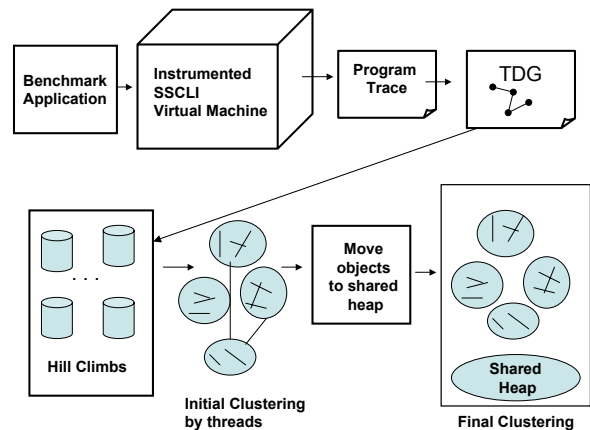 Benchmark
Application
Instrumented
SSCLI
Virtual Machine
Program
Trace
TDG
. . .
Hill Climbs
Initial Clustering
by threads
Move
objects
to shared
heap
Shared
Heap
Final Clustering